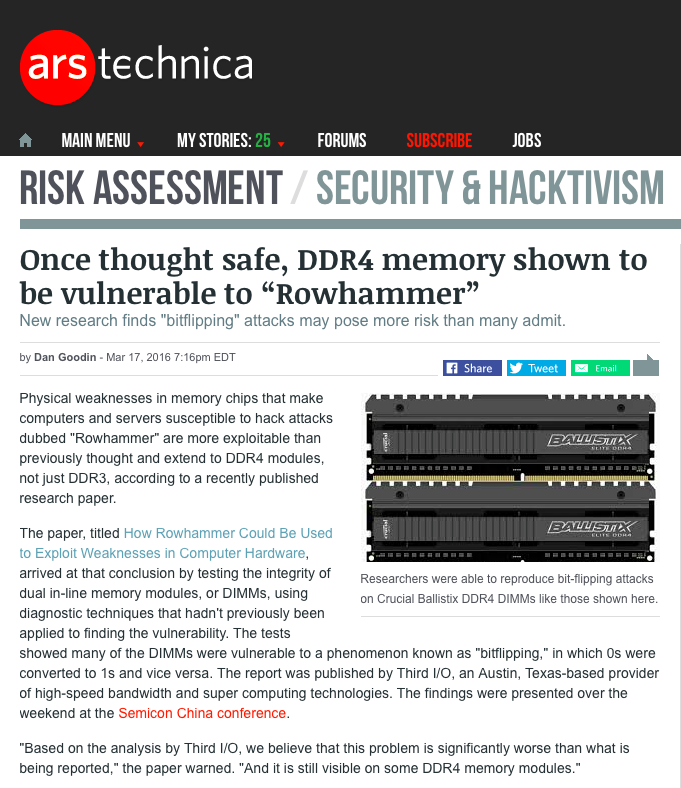 ars technica
MAIN MENU MY STORIES: 25 FORUMS SUBSCRIBE JOBS
RISK ASSESSMENT / SECURITY & HACKTIVISM
Once thought safe, DDR4 memory shown to
be vulnerable to “Rowhammer”
New research finds "bitflipping" attacks may pose more risk than many admit.
by Dan Goodin - Mar 17, 2016 7:16pm EDT
Share Tweet Email
Physical weaknesses in memory chips that make
computers and servers susceptible to hack attacks
dubbed "Rowhammer" are more exploitable than
previously thought and extend to DDR4 modules,
not just DDR3, according to a recently published
research paper.
The paper, titled How Rowhammer Could Be Used
to Exploit Weaknesses in Computer Hardware,
arrived at that conclusion by testing the integrity of
dual in-line memory modules, or DIMMs, using
diagnostic techniques that hadn't previously been
applied to finding the vulnerability. The tests
showed many of the DIMMs were vulnerable to a phenomenon known as "bitflipping," in which 0s were
converted to 1s and vice versa. The report was published by Third I/O, an Austin, Texas-based provider
of high-speed bandwidth and super computing technologies. The findings were presented over the
weekend at the Semicon China conference.
"Based on the analysis by Third I/O, we believe that this problem is significantly worse than what is
being reported," the paper warned. "And it is still visible on some DDR4 memory modules."
crucial
BALLISTIX
ELITE DDR4
crucial
BALLISTIX
ELITE DDR4
Researchers were able to reproduce bit-flipping attacks
on Crucial Ballistix DDR4 DIMMs like those shown here.